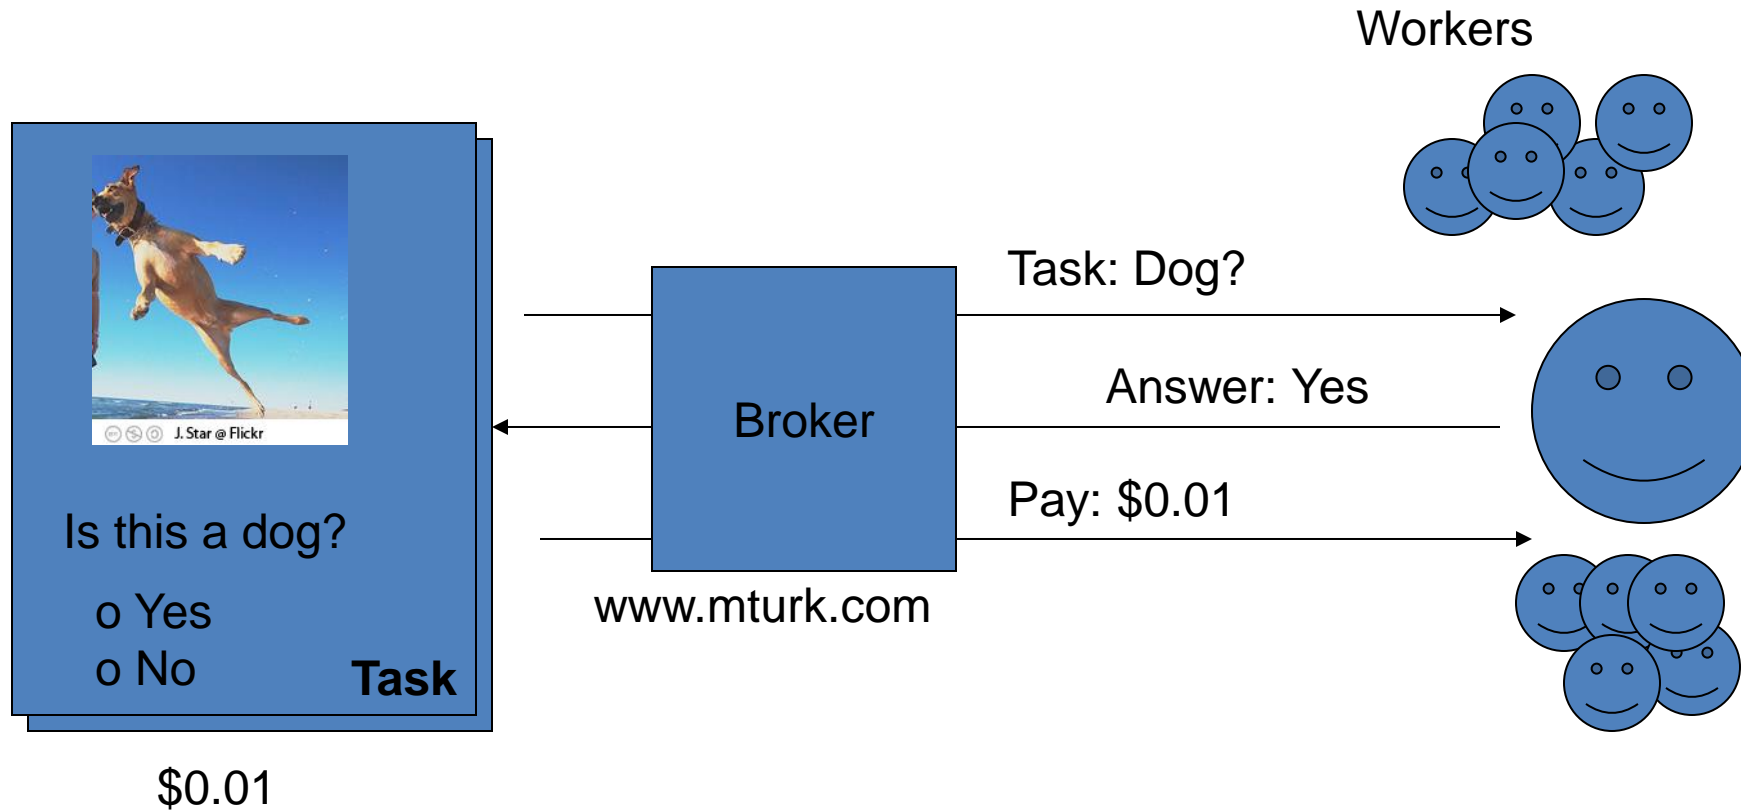 Workers
J. Star @ Flickr
Is this a dog?
o Yes
o No
Task
$0.01
Broker
www.mturk.com
Task: Dog?
Answer: Yes
Pay: $0.01